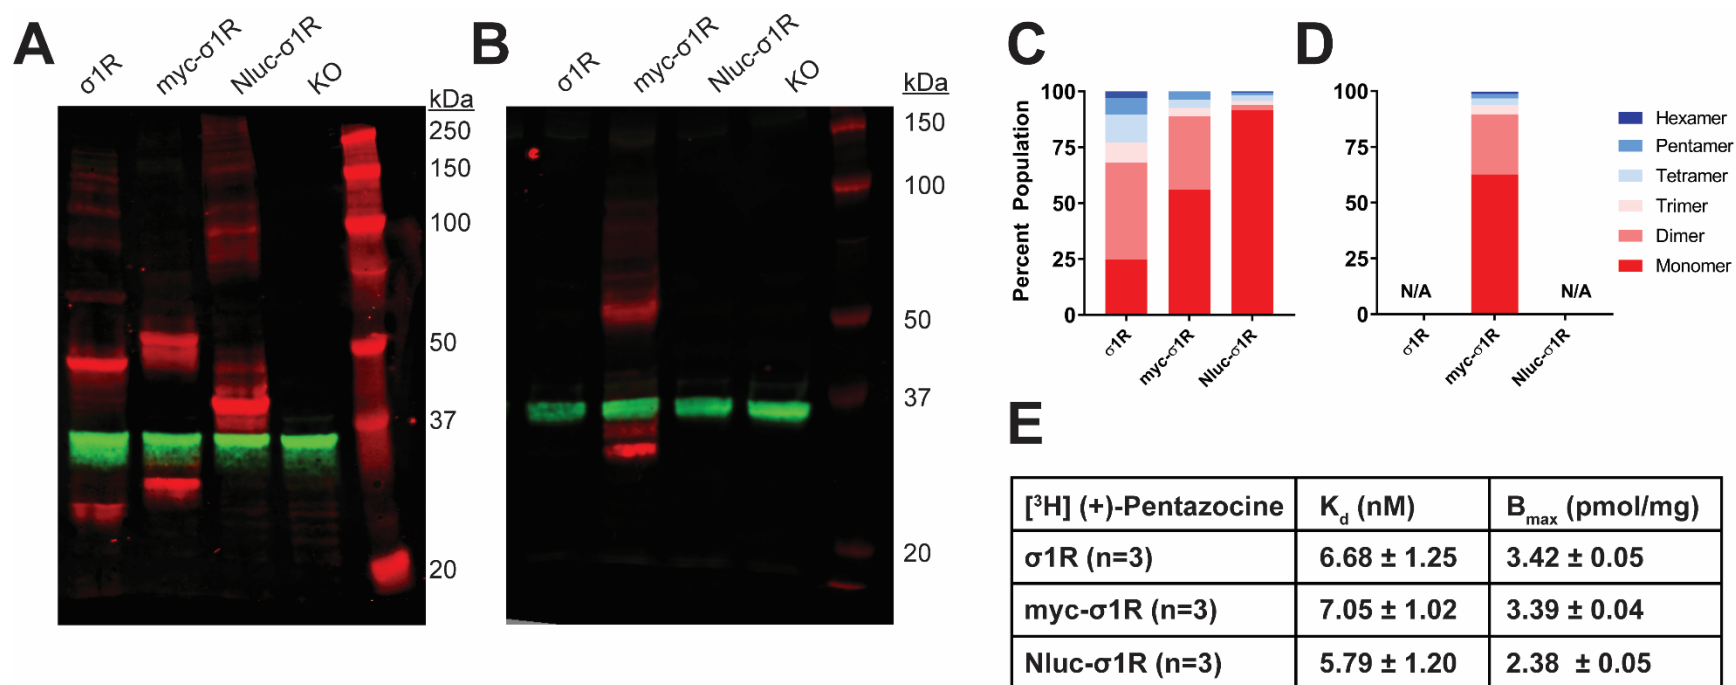 A
σ1R
myc-σ1R
Nluc-σ1R
KO
kDa
250
150
100
50
37
20
B
σ1R
myc-σ1R
Nluc-σ1R
KO
kDa
150
100
50
37
20
C
Percent Population
100
75
50
25
0
σ1R
myc-σ1R
Nluc-σ1R
D
100
75
50
25
0
N/A
N/A
σ1R
myc-σ1R
Nluc-σ1R
Hexamer
Pentamer
Tetramer
Trimer
Dimer
Monomer
E
[³H] (+)-Pentazocine Kd (nM) Bmax (pmol/mg)
σ1R (n=3) 6.68 ± 1.25 3.42 ± 0.05
myc-σ1R (n=3) 7.05 ± 1.02 3.39 ± 0.04
Nluc-σ1R (n=3) 5.79 ± 1.20 2.38 ± 0.05